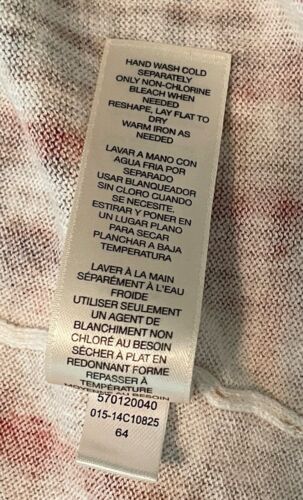 HAND WASH COLD
SEPARATELY
ONLY NON-CHLORINE
BLEACH WHEN
NEEDED
RESHAPE, LAY FLAT TO
DRY
WARM IRON AS
NEEDED
LAVAR A MANO CON
AGUA FRIA POR
SEPARADO
USAR BLANQUEADOR
SIN CLORO CUANDO
SE NECESITE,
ESTIRAR Y PONER EN
UN LUGAR PLANO
PARA SECAR
PLANCHAR A BAJA
TEMPERATURA
LAVER À LA MAIN
SÉPARÉMENT À L'EAU
FROIDE
UTILISER SEULEMENT
UN AGENT DE
BLANCHIMENT NON
CHLORÉ AU BESOIN
SÉCHER À PLAT EN
REDONNANT FORME
REPASSER À
TEMPÉRATURE
MOYENNE AU BESOIN
570120040
015-14C10825
64